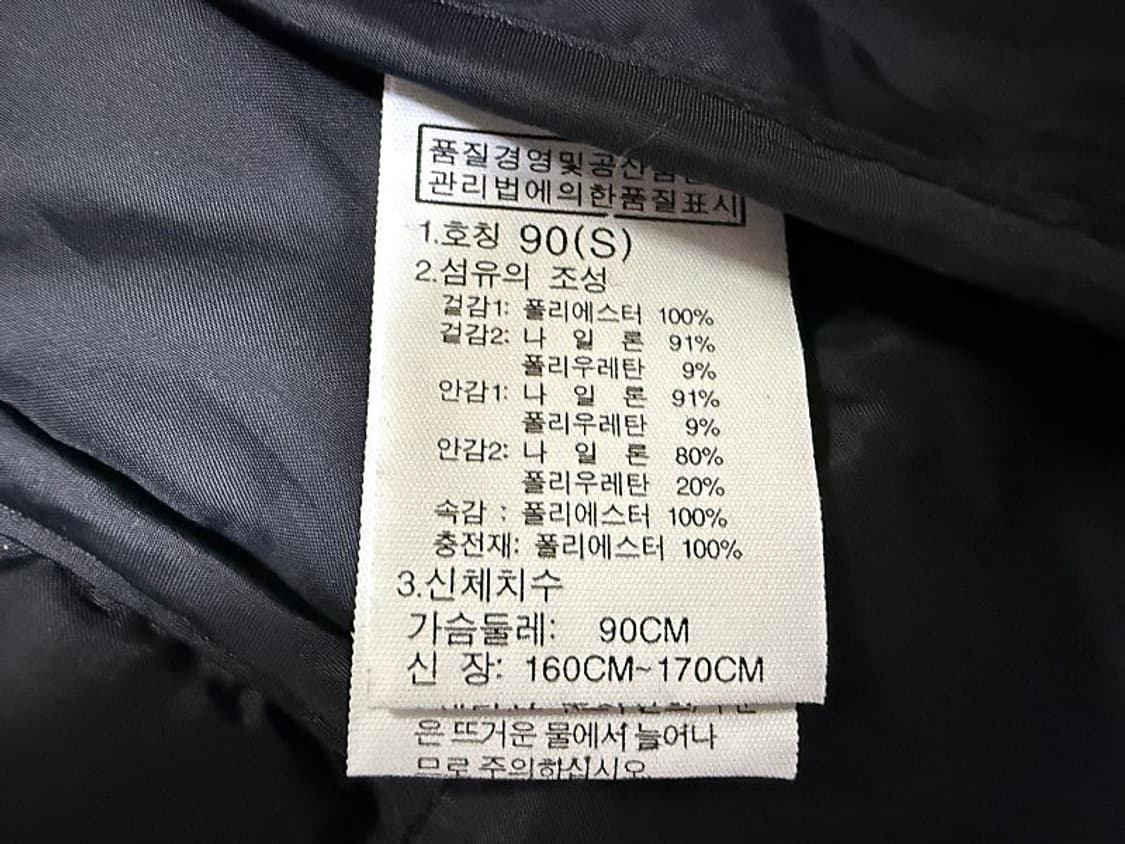 품질경영및공산품
관리법에의한품질표시
1.호칭 90(S)
2.섬유의 조성
겉감1: 폴리에스터 100%
겉감2: 나 일 론 91%
폴리우레탄 9%
안감1: 나 일 론 91%
폴리우레탄 9%
안감2: 나 일 론 80%
폴리우레탄 20%
속감 : 폴리에스터 100%
충전재: 폴리에스터 100%
3.신체치수
가슴둘레: 90CM
신 장: 160CM~170CM
은 뜨거운 물에서 늘어나
므로 주의하십시오